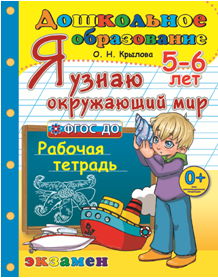 Дошкольное
образование
О. Н. Крылова
5–6
лет
Я узнаю
окружающий мир
ФГОС ДО
Рабочая
тетрадь
0+
экзамен